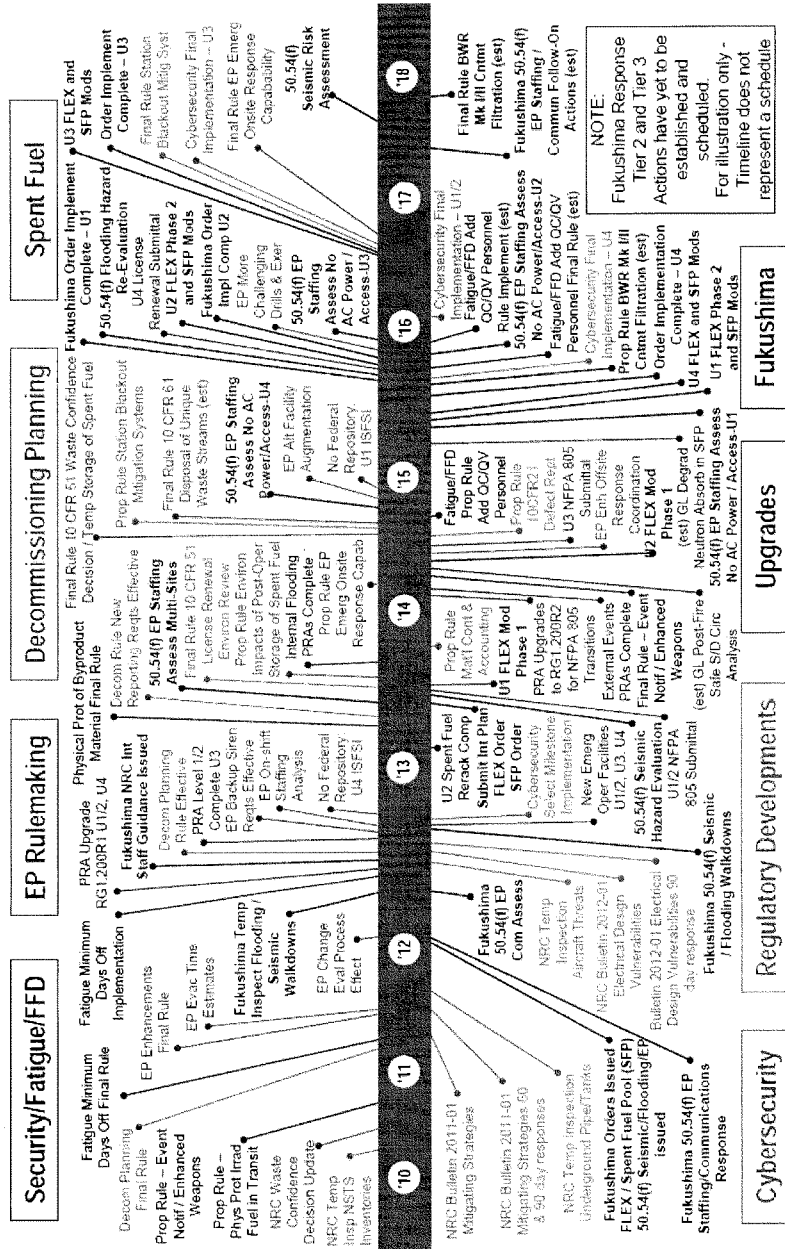 Security/Fatigue/FFD
EP Rulemaking
Decommissioning Planning
Spent Fuel
Fatigue Minimum
Days Off Final Rule
Decom Planning
Final Rule
Prop Rule – Event
Notif / Enhanced
Weapons
Prop Rule –
Phys Prot Irrad
Fuel in Transit
NRC Waste
Confidence
Decision Update
NRC Temp
Insp NSTS
Inventories
Fatigue Minimum
Days Off
Implementation
EP Enhancements
Final Rule
EP Evac Time
Estimates
Fukushima Temp
Inspect Flooding /
Seismic
Walkdowns
EP Change
Eval Process
Effect
PRA Upgrade
RG1.200R1 U1/2, U4
Fukushima NRC Int
Staff Guidance Issued
Decom Planning
Rule Effective
PRA Level 1/2
Complete U3
EP Backup Siren
Reqts Effective
EP On-shift
Staffing
Analysis
No Federal
Repository
U4 ISFSI
Physical Prot of Byproduct
Material Final Rule
Decom Rule New
Reporting Reqts Effective
50.54(f) EP Staffing
Assess Multi-Sites
Final Rule 10 CFR 51
License Renewal
Environ Review
Prop Rule Environ
Impacts of Post-Oper
Storage of Spent Fuel
Internal Flooding
PRAs Complete
Prop Rule EP
Emerg Onsite
Response Capab
Final Rule 10 CFR 51 Waste Confidence
Decision / Temp Storage of Spent Fuel
Prop Rule Station Blackout
Mitigation Systems
Final Rule 10 CFR 61
Disposal of Unique
Waste Streams (est)
50.54(f) EP Staffing
Assess No AC
Power/Access-U4
EP Alt Facility
Augmentation
No Federal
Repository
U1 ISFSI
Fukushima Order Implement
Complete – U1
50.54(f) Flooding Hazard
Re-Evaluation
U4 License
Renewal Submittal
U2 FLEX Phase 2
and SFP Mods
Fukushima Order
Impl Comp U2
EP More
Challenging
Drills & Exer
50.54(f) EP
Staffing
Assess No
AC Power /
Access-U3
U3 FLEX and
SFP Mods
Order Implement
Complete – U3
Final Rule Station
Blackout Mitig Syst
Cybersecurity Final
Implementation – U3
Final Rule EP Emerg
Onsite Response
Capabability
50.54(f)
Seismic Risk
Assessment
'10
'11
'12
'13
'14
'15
'16
'17
'18
NRC Bulletin 2011-01
Mitigating Strategies
NRC Bulletin 2011-01
Mitigating Strategies 60
& 90 day responses
NRC Temp Inspection
Underground Pipe/Tanks
Fukushima Orders Issued
FLEX / Spent Fuel Pool (SFP)
50.54(f) Seismic/Flooding/EP
issued
Fukushima 50.54(f) EP
Staffing/Communications
Response
Fukushima
50.54(f) EP
Com Assess
NRC Temp
Inspection
Aircraft Threats
NRC Bulletin 2012-01
Electrical Design
Vulnerabilities
Bulletin 2012-01 Electrical
Design Vulnerabilities 90
day response
Fukushima 50.54(f) Seismic
/ Flooding Walkdowns
U2 Spent Fuel
Rerack Comp
Submit Int Plan
FLEX Order
SFP Order
Cybersecurity
Select Milestone
Implementation
New Emerg
Oper Facilities
U1/2, U3, U4
50.54(f) Seismic
Hazard Evaluation
U1/2 NFPA
805 Submittal
Prop Rule
Mat'l Cont &
Accounting
U1 FLEX Mod
Phase 1
PRA Upgrades
to RG1.200R2
for NFPA 805
Transitions
External Events
PRAs Complete
Final Rule – Event
Notif / Enhanced
Weapons
(est) GL Post-Fire
Safe S/D Circ
Analysis
Fatigue/FFD
Prop Rule
Add QC/QV
Personnel
Prop Rule
10CFR21
Defect Rept
U3 NFPA 805
Submittal
EP Enh Offsite
Response
Coordination
U2 FLEX Mod
Phase 1
(est) GL Degrad
Neutron Absorb in SFP
50.54(f) EP Staffing Assess
No AC Power / Access-U1
Cybersecurity Final
Implementation – U1/2
Fatigue/FFD Add
QC/QV Personnel
Rule Implement (est)
50.54(f) EP Staffing Assess
No AC Power/Access-U2
Fatigue/FFD Add QC/QV
Personnel Final Rule (est)
Cybersecurity Final
Implementation – U4
Prop Rule BWR Mk I/II
Cntmt Filtration (est)
Order Implementation
Complete – U4
U4 FLEX and SFP Mods
U1 FLEX Phase 2
and SFP Mods
Final Rule BWR
Mk I/II Cntmt
Filtration (est)
Fukushima 50.54(f)
EP Staffing /
Commun Follow-On
Actions (est)
NOTE:
Fukushima Response
Tier 2 and Tier 3
Actions have yet to be
established and
scheduled.
For illustration only -
Timeline does not
represent a schedule
Cybersecurity
Regulatory Developments
Upgrades
Fukushima